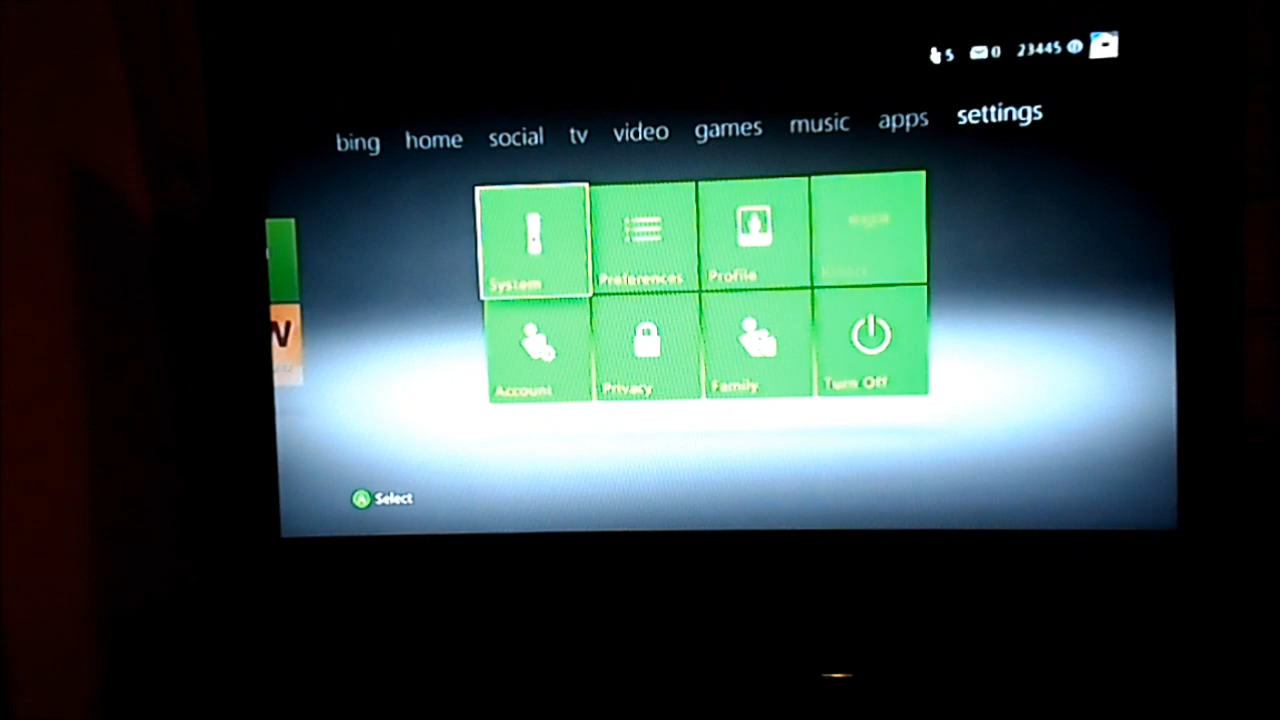 5 0 23445 G
bing home social tv video games music apps settings
System Preferences Profile Kinect
Account Privacy Family Turn Off
A Select